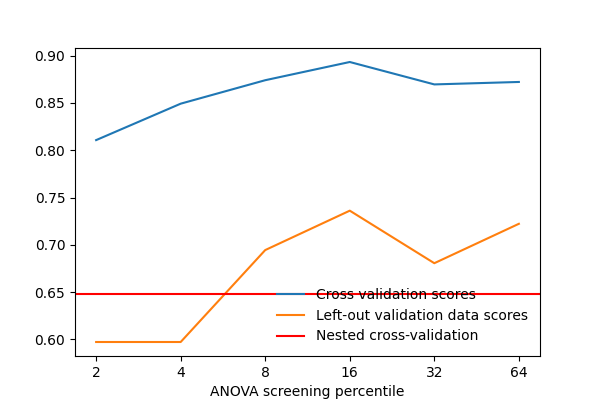 0.90
0.85
0.80
0.75
0.70
0.65
0.60
Cross validation scores
Left-out validation data scores
Nested cross-validation
2 4 8 16 32 64
ANOVA screening percentile